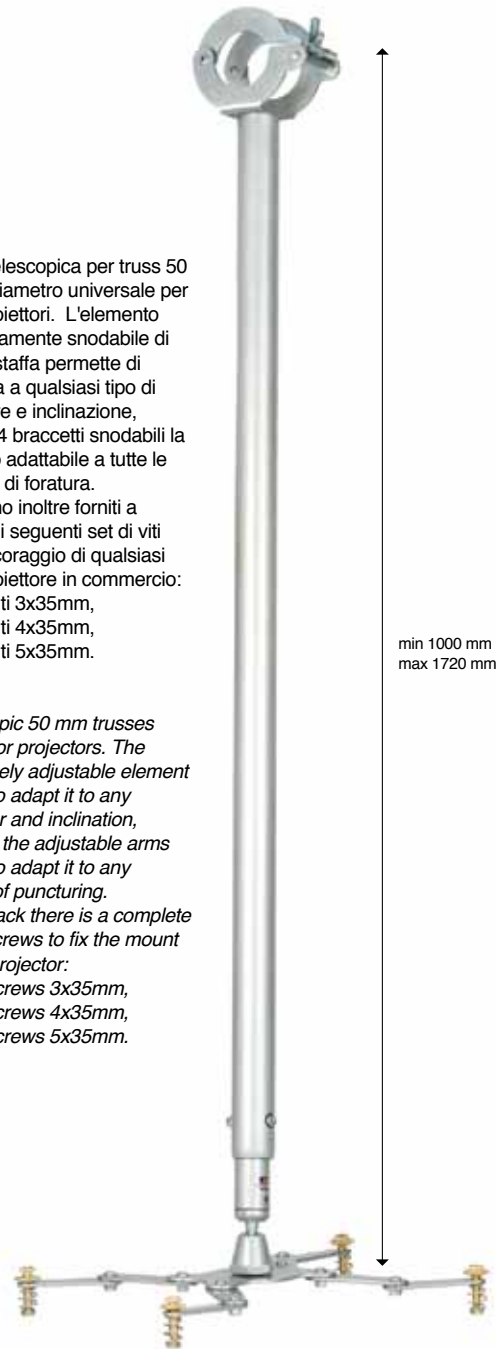 elescopica per truss 50
iametro universale per
oiettori. L'elemento
amente snodabile di
staffa permette di
a a qualsiasi tipo di
e e inclinazione,
4 braccetti snodabili la
o adattabile a tutte le
di foratura.
no inoltre forniti a
i seguenti set di viti
coraggio di qualsiasi
oiettore in commercio:
ti 3x35mm,
ti 4x35mm,
ti 5x35mm.
pic 50 mm trusses
or projectors. The
ely adjustable element
o adapt it to any
r and inclination,
the adjustable arms
o adapt it to any
of puncturing.
ack there is a complete
crews to fix the mount
rojector:
crews 3x35mm,
crews 4x35mm,
crews 5x35mm.
min 1000 mm
max 1720 mm